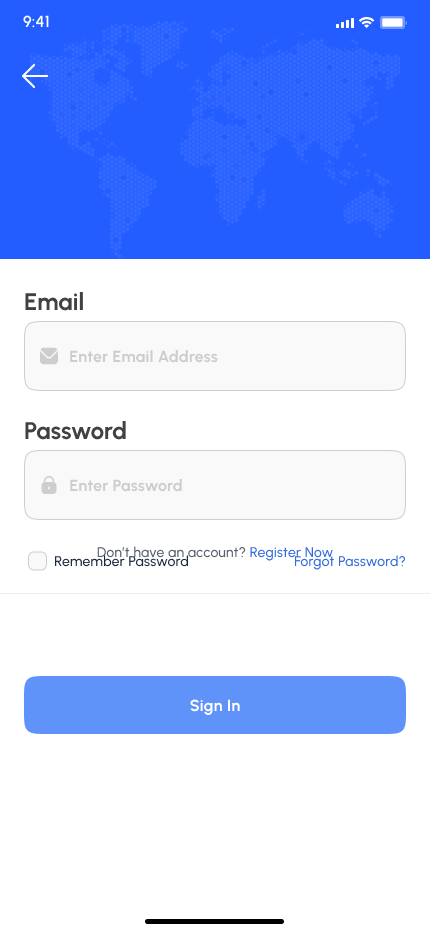 9:41
Email
Enter Email Address
Password
Enter Password
Don't have an account? Register Now
Remember Password
Forgot Password?
Sign In